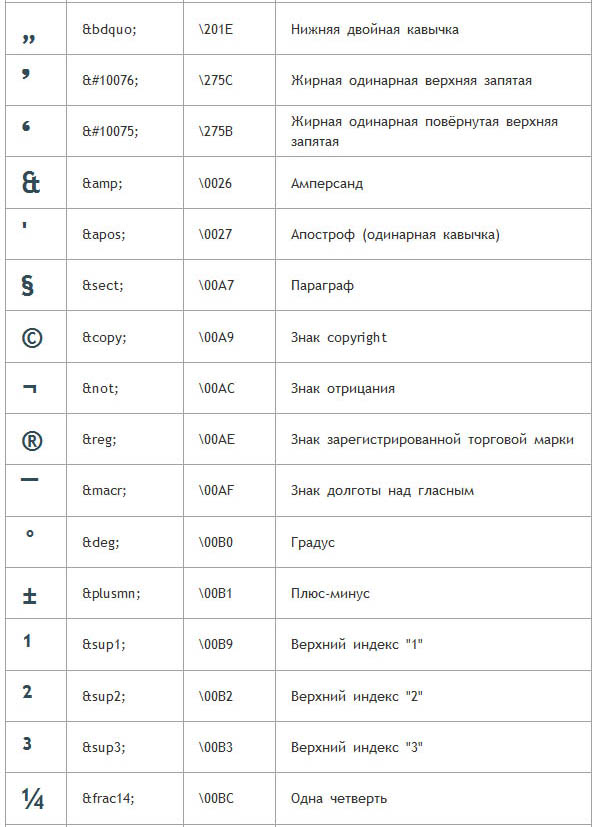 „ &bdquo; \201E Нижняя двойная кавычка
❜ &#10076; \275C Жирная одинарная верхняя запятая
❛ &#10075; \275B Жирная одинарная повёрнутая верхняя
запятая
& &amp; \0026 Амперсанд
' &apos; \0027 Апостроф (одинарная кавычка)
§ &sect; \00A7 Параграф
© &copy; \00A9 Знак copyright
¬ &not; \00AC Знак отрицания
® &reg; \00AE Знак зарегистрированной торговой марки
¯ &macr; \00AF Знак долготы над гласным
° &deg; \00B0 Градус
± &plusmn; \00B1 Плюс-минус
¹ &sup1; \00B9 Верхний индекс "1"
² &sup2; \00B2 Верхний индекс "2"
³ &sup3; \00B3 Верхний индекс "3"
¼ &frac14; \00BC Одна четверть